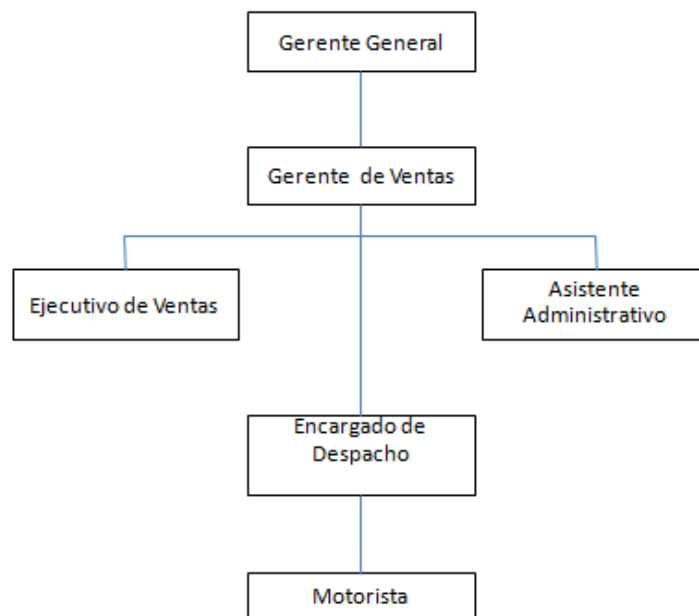 Gerente General
Gerente de Ventas
Ejecutivo de Ventas
Asistente
Administrativo
Encargado de
Despacho
Motorista